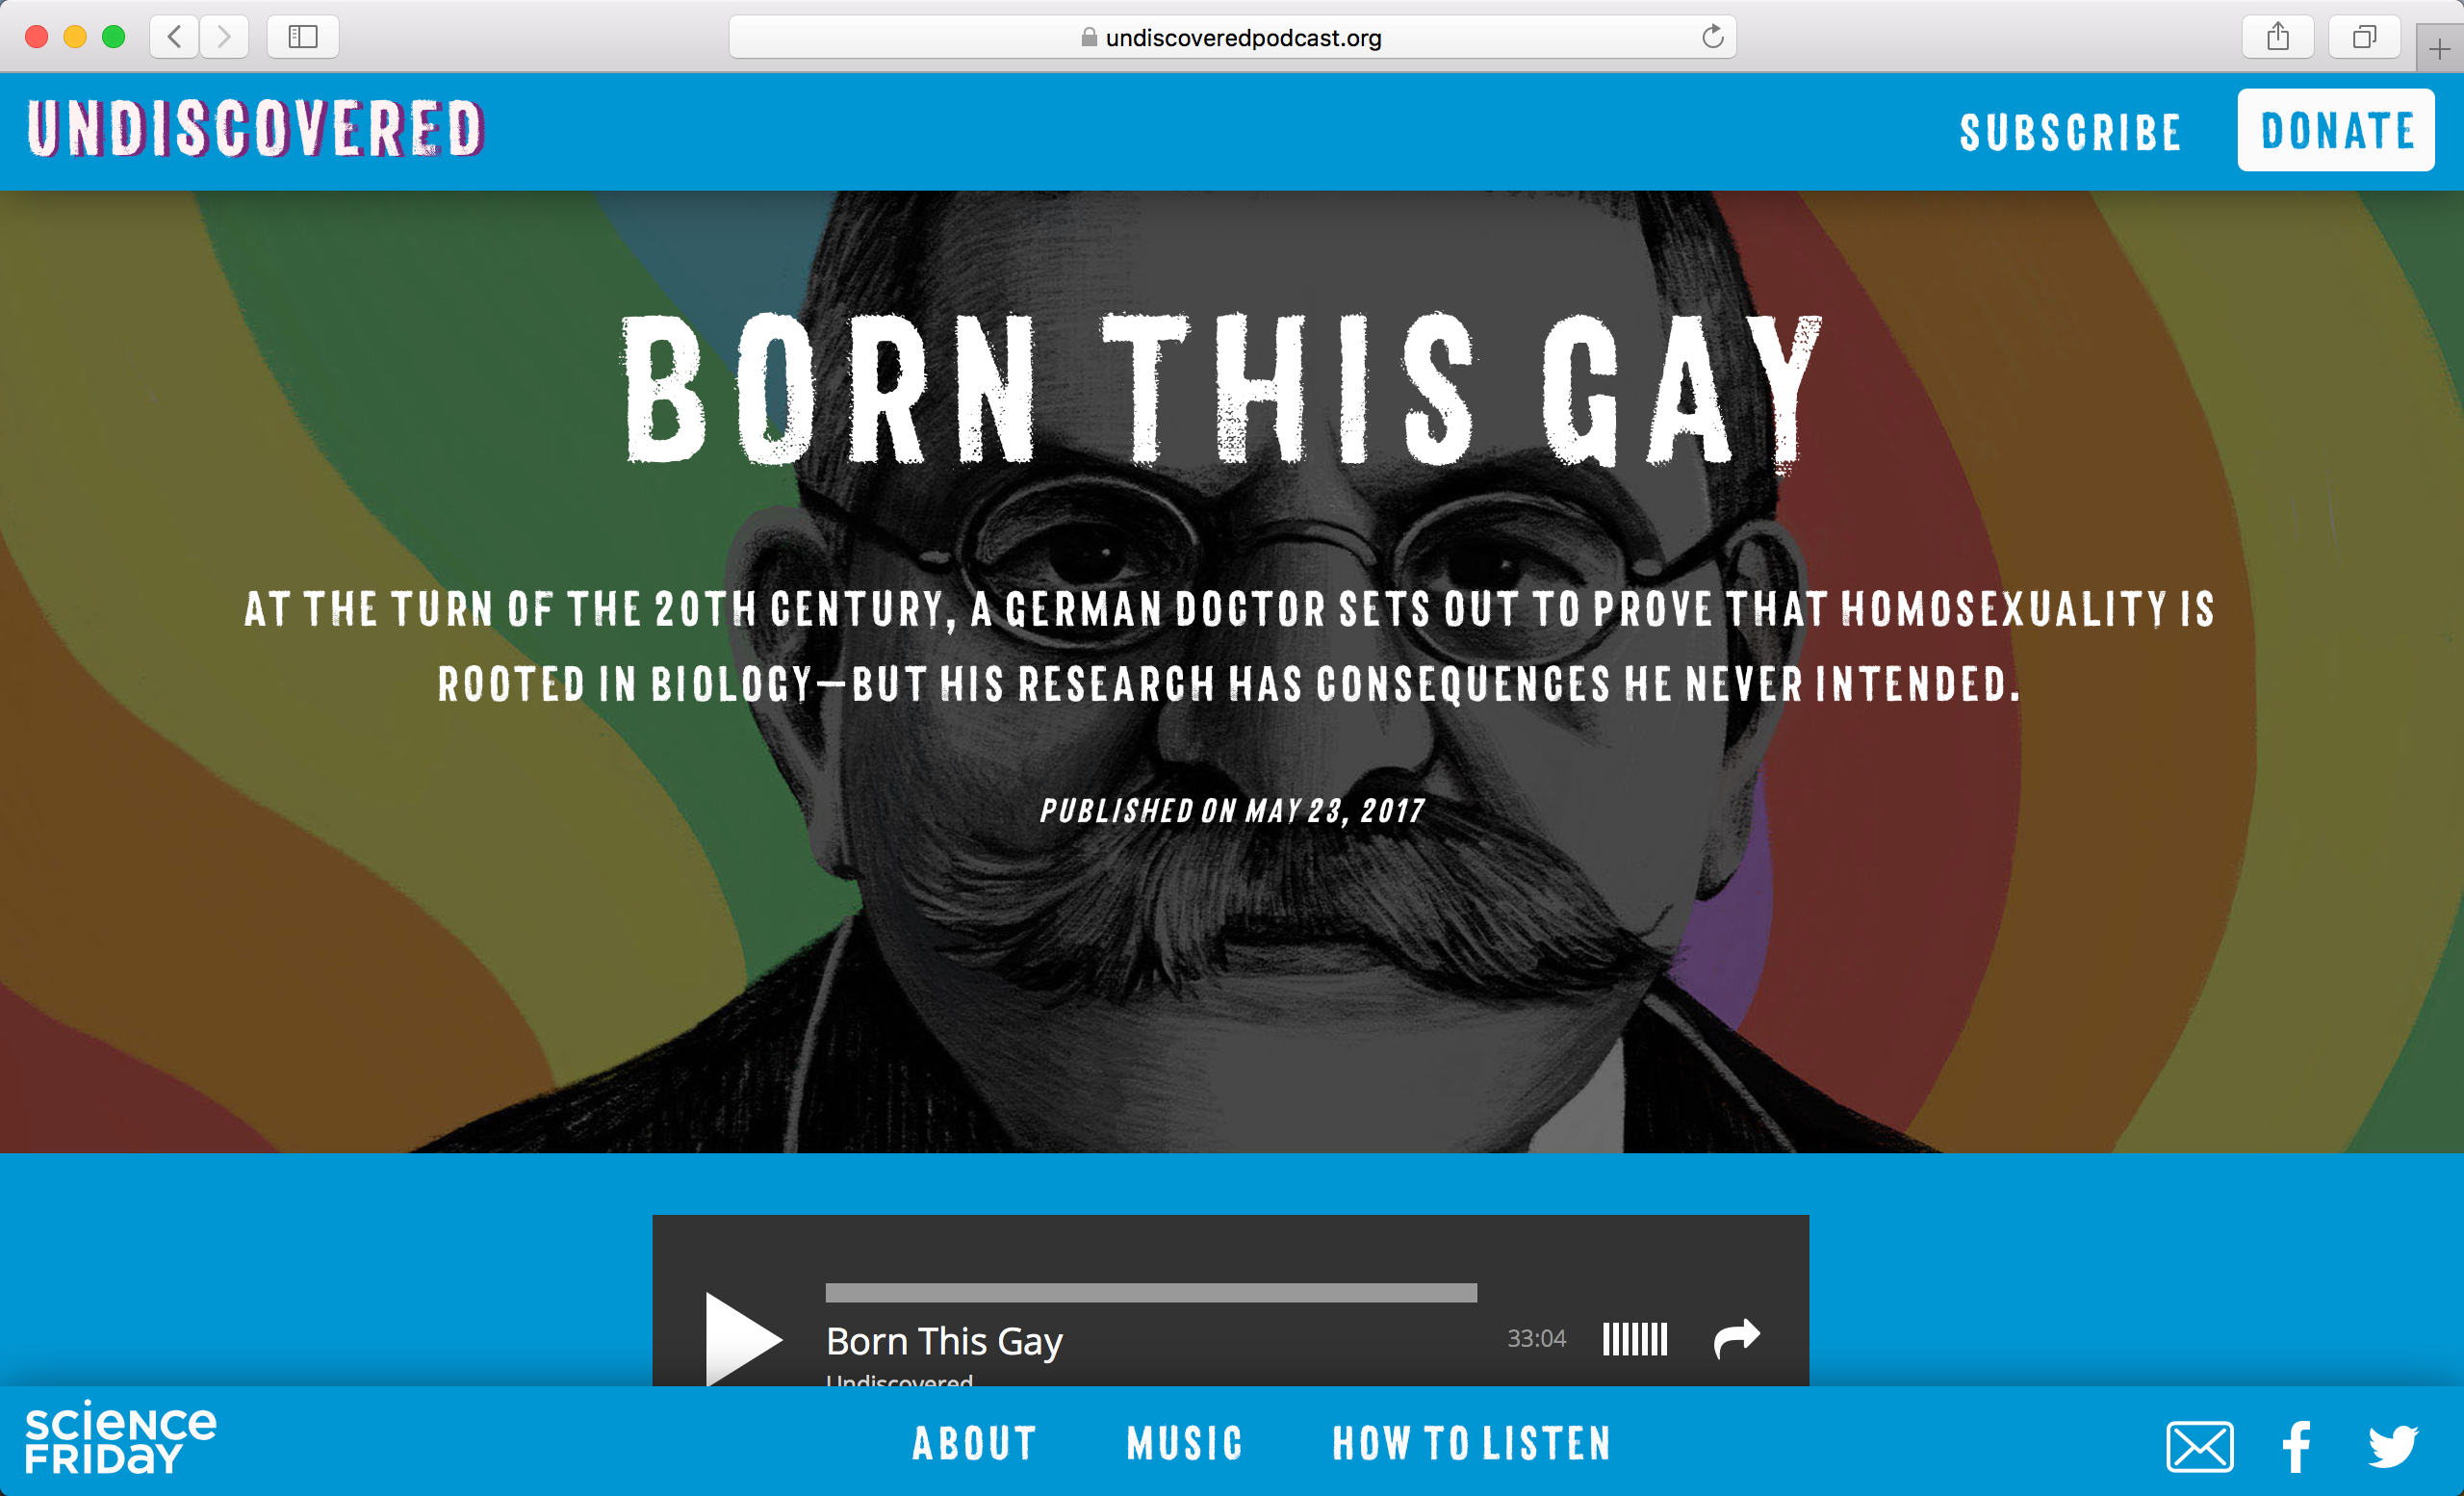 undiscoveredpodcast.org
UNDISCOVERED
SUBSCRIBE
DONATE
BORN THIS GAY
AT THE TURN OF THE 20TH CENTURY, A GERMAN DOCTOR SETS OUT TO PROVE THAT HOMOSEXUALITY IS
ROOTED IN BIOLOGY—BUT HIS RESEARCH HAS CONSEQUENCES HE NEVER INTENDED.
PUBLISHED ON MAY 23, 2017
Born This Gay
33:04
Undiscovered
SCIENCE
FRIDAY
ABOUT
MUSIC
HOW TO LISTEN